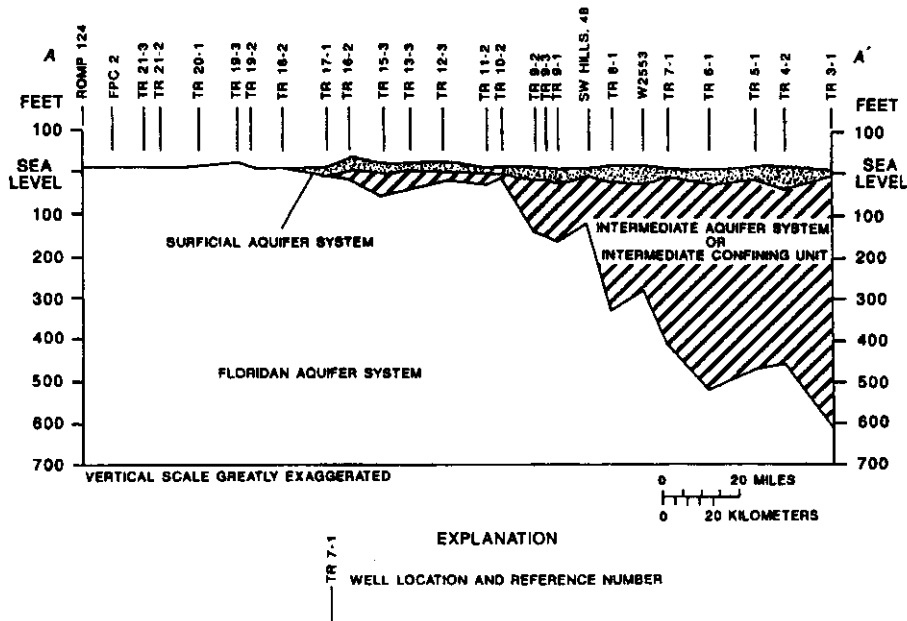 A
A'
ROMP 124
FPC 2
TR 21-3
TR 21-2
TR 20-1
TR 19-3
TR 19-2
TR 18-2
TR 17-1
TR 16-2
TR 15-3
TR 13-3
TR 12-3
TR 11-2
TR 10-2
TR 9-2
TR 9-3
TR 9-1
SW HILLS. 4B
TR 8-1
W2553
TR 7-1
TR 6-1
TR 5-1
TR 4-2
TR 3-1
FEET
FEET
100
100
SEA
LEVEL
SEA
LEVEL
100
100
SURFICIAL AQUIFER SYSTEM
INTERMEDIATE AQUIFER SYSTEM
OR
INTERMEDIATE CONFINING UNIT
200
200
300
300
400
400
FLORIDAN AQUIFER SYSTEM
500
500
600
600
700
700
VERTICAL SCALE GREATLY EXAGGERATED
0 20 MILES
0 20 KILOMETERS
EXPLANATION
TR 7-1
WELL LOCATION AND REFERENCE NUMBER